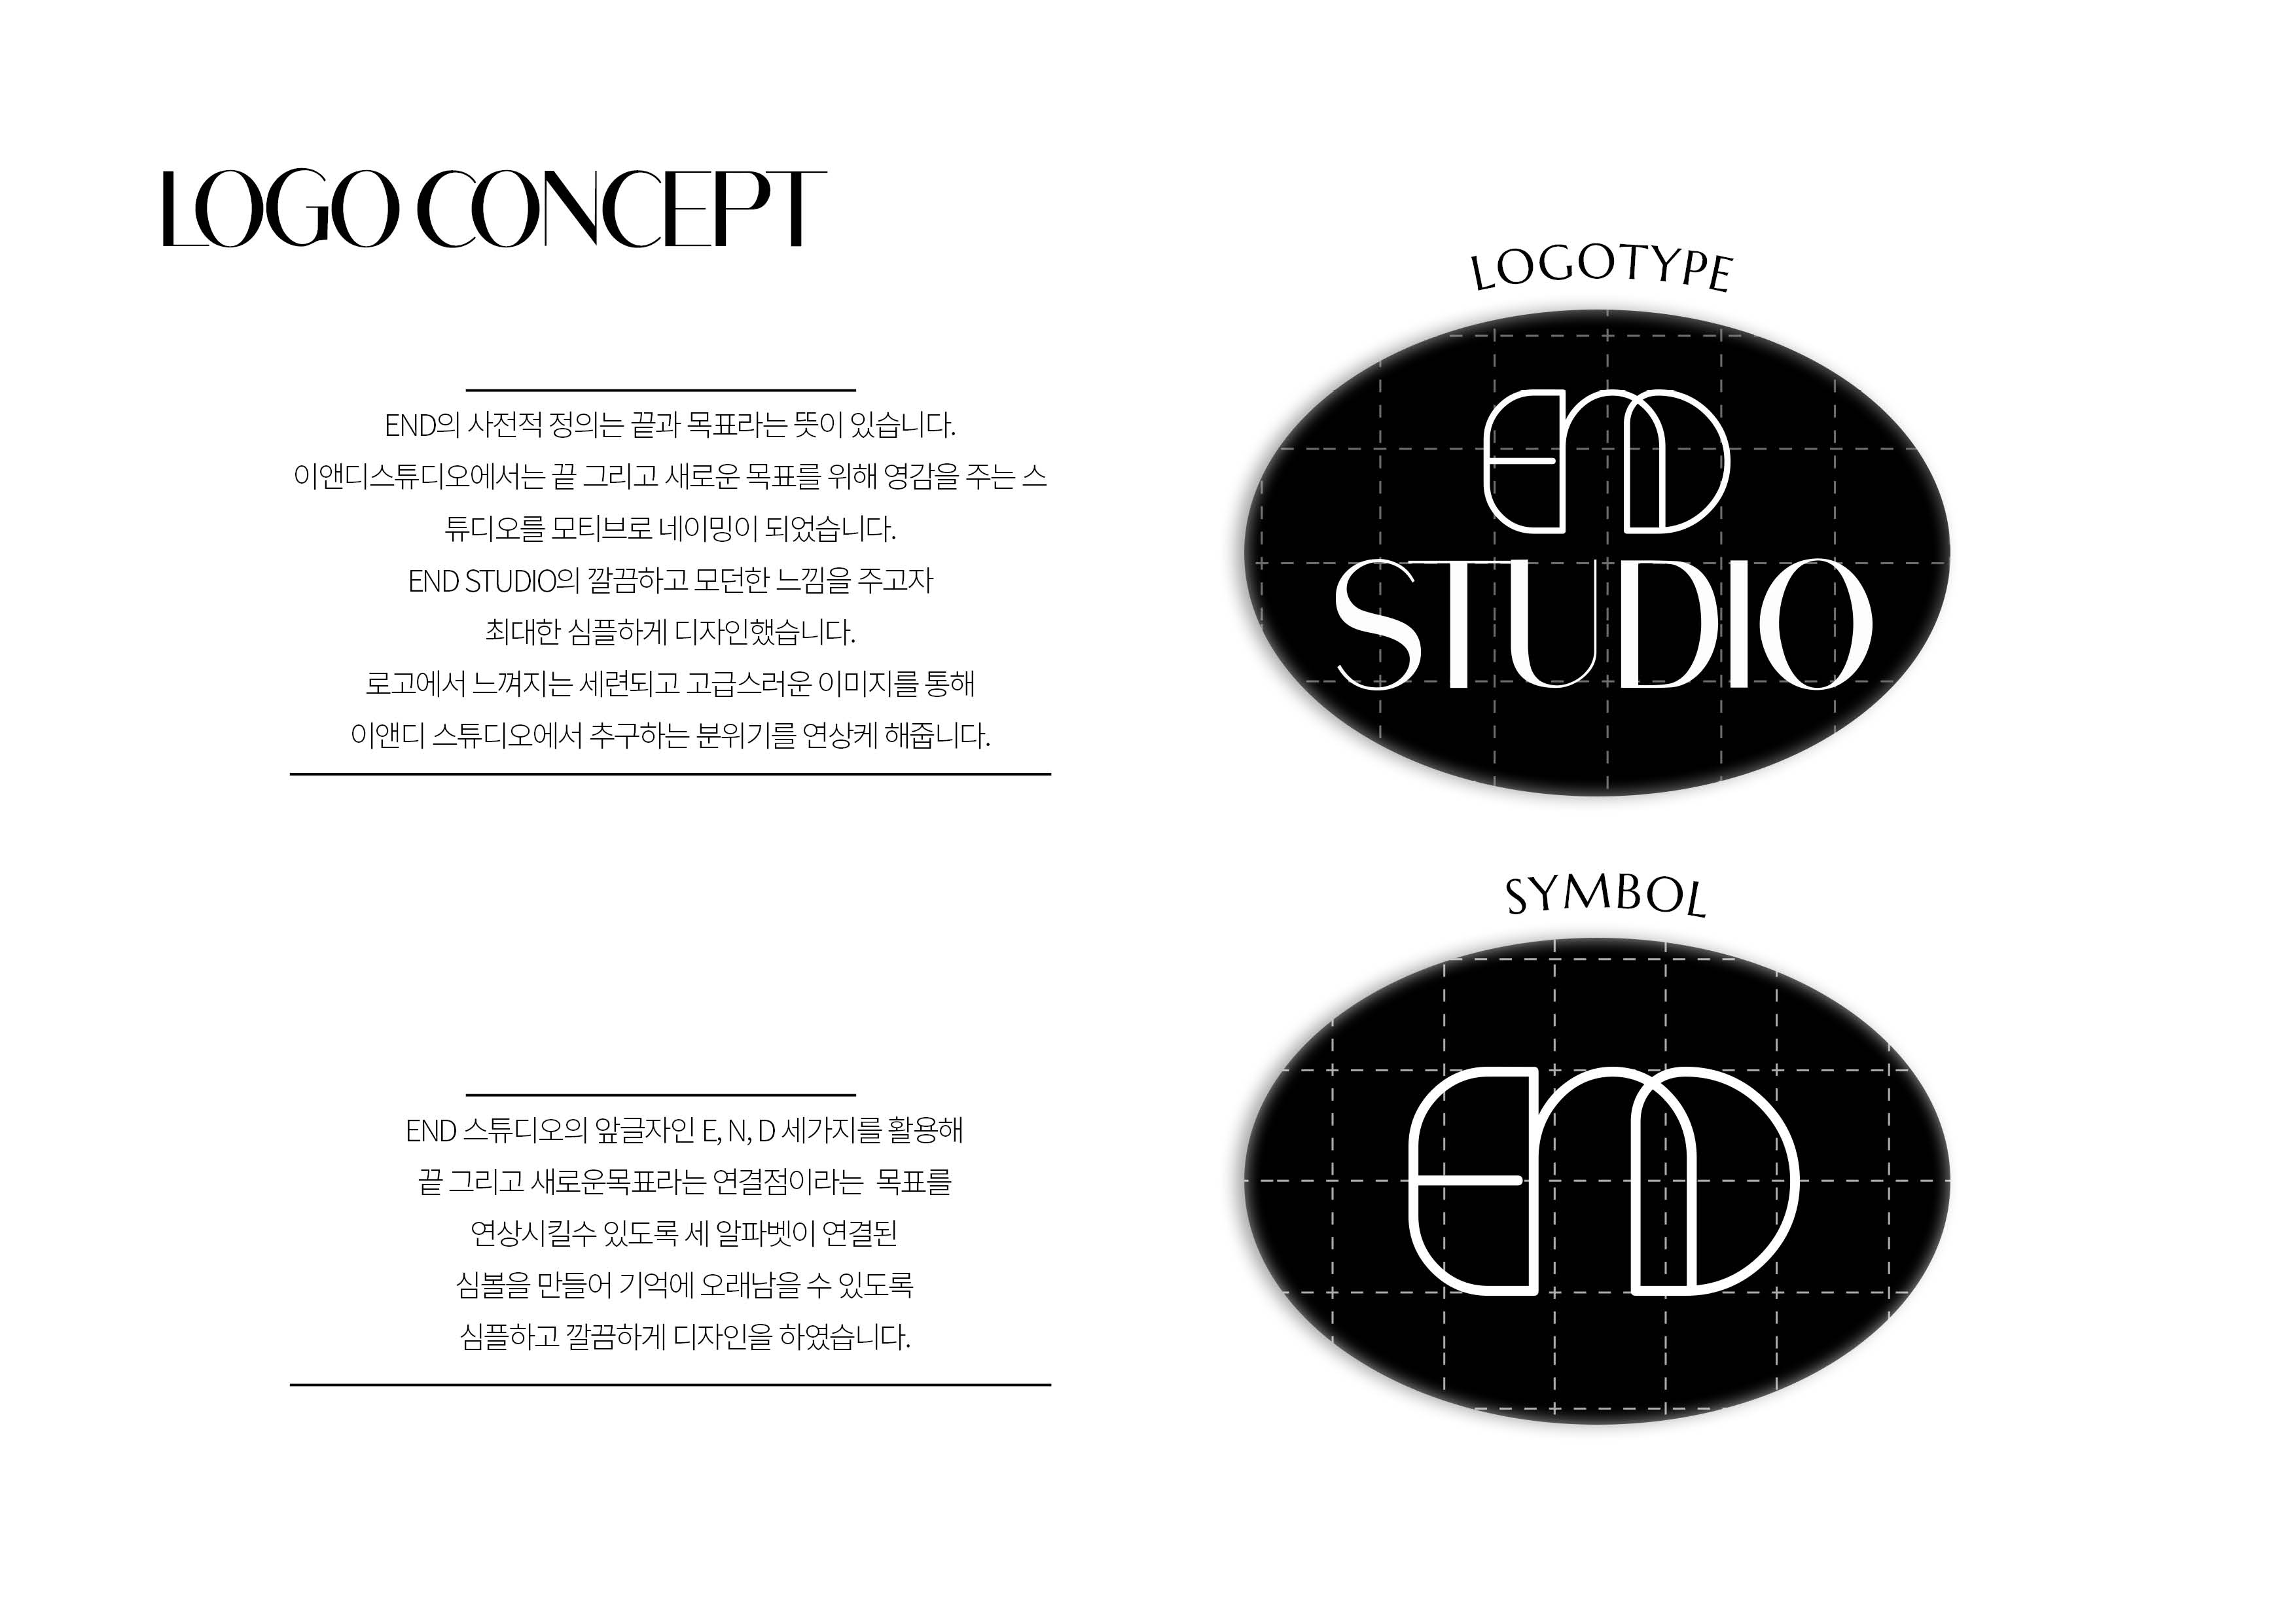 LOGO CONCEPT
END의 사전적 정의는 끝과 목표라는 뜻이 있습니다.
이앤디스튜디오에서는 끝 그리고 새로운 목표를 위해 영감을 주는 스
튜디오를 모티브로 네이밍이 되었습니다.
END STUDIO의 깔끔하고 모던한 느낌을 주고자
최대한 심플하게 디자인했습니다.
로고에서 느껴지는 세련되고 고급스러운 이미지를 통해
이앤디 스튜디오에서 추구하는 분위기를 연상케 해줍니다.
LOGOTYPE
END
STUDIO
END 스튜디오의 앞글자인 E, N, D 세가지를 활용해
끝 그리고 새로운목표라는 연결점이라는  목표를
연상시킬수 있도록 세 알파벳이 연결된
심볼을 만들어 기억에 오래남을 수 있도록
심플하고 깔끔하게 디자인을 하였습니다.
SYMBOL
END